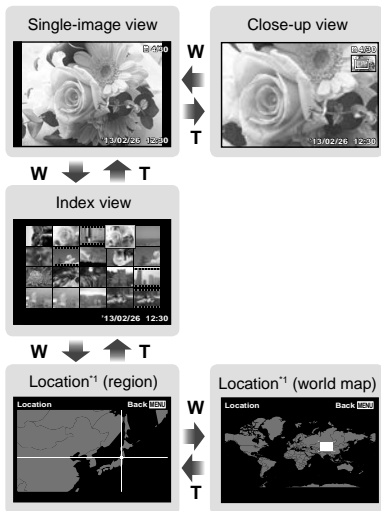 Single-image view
4/30
'13/02/26 12:30
W
T
Close-up view
4/30
'13/02/26 12:30
W T
Index view
'13/02/26 12:30
W T
Location*1 (region)
Location Back MENU
W
T
Location*1 (world map)
Location Back MENU